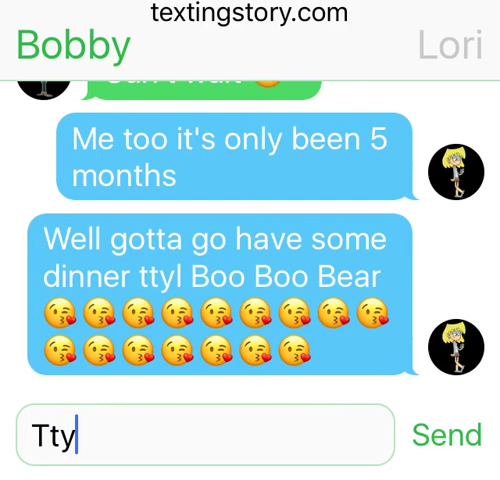 textingstory.com
Bobby
Lori
Me too it's only been 5
months
Well gotta go have some
dinner ttyl Boo Boo Bear
😘😘😘😘😘😘😘😘😘
😘😘😘😘😘😘😘
Tty
Send